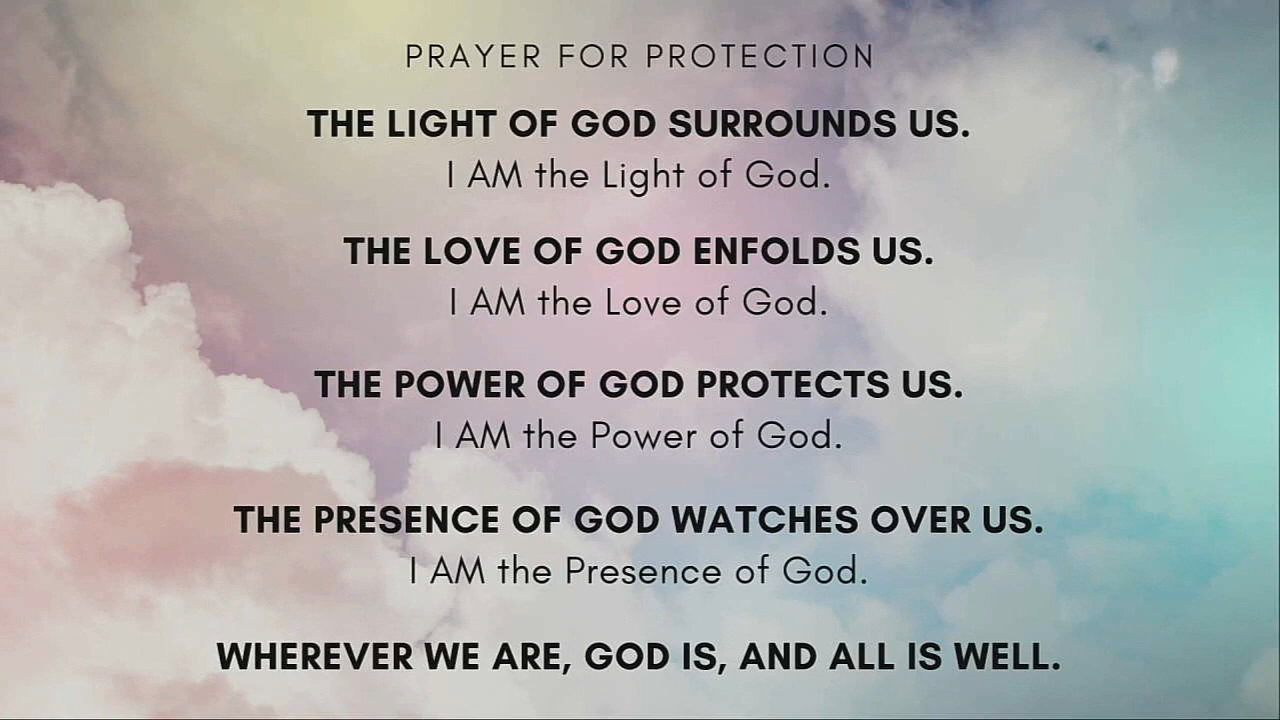 PRAYER FOR PROTECTION
THE LIGHT OF GOD SURROUNDS US.
I AM the Light of God.
THE LOVE OF GOD ENFOLDS US.
I AM the Love of God.
THE POWER OF GOD PROTECTS US.
I AM the Power of God.
THE PRESENCE OF GOD WATCHES OVER US.
I AM the Presence of God.
WHEREVER WE ARE, GOD IS, AND ALL IS WELL.